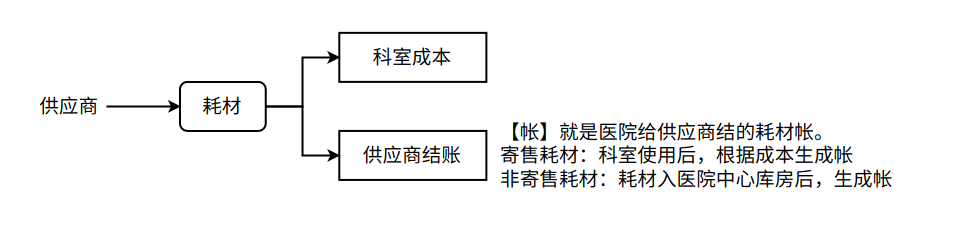 供应商
耗材
科室成本
供应商结账
【帐】就是医院给供应商结的耗材帐。
寄售耗材：科室使用后，根据成本生成帐
非寄售耗材：耗材入医院中心库房后，生成帐